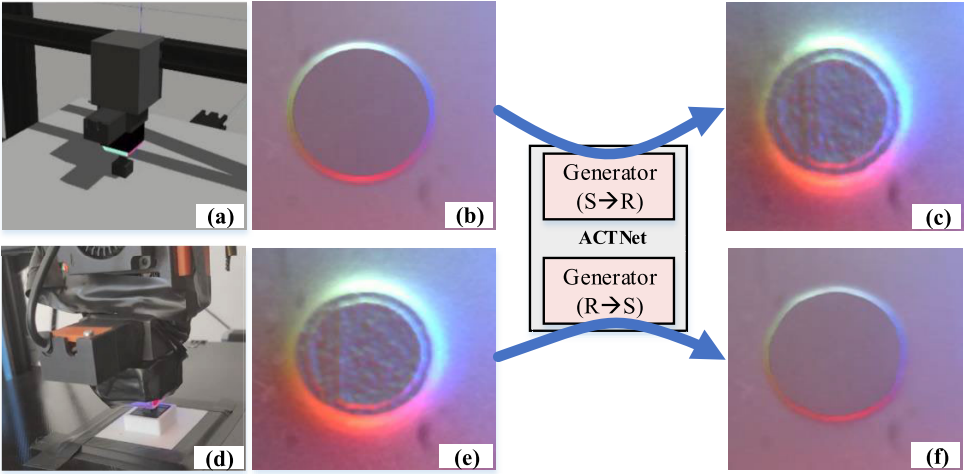 (a)
(b)
Generator
(S→R)
ACTNet
Generator
(R→S)
(c)
(d)
(e)
(f)